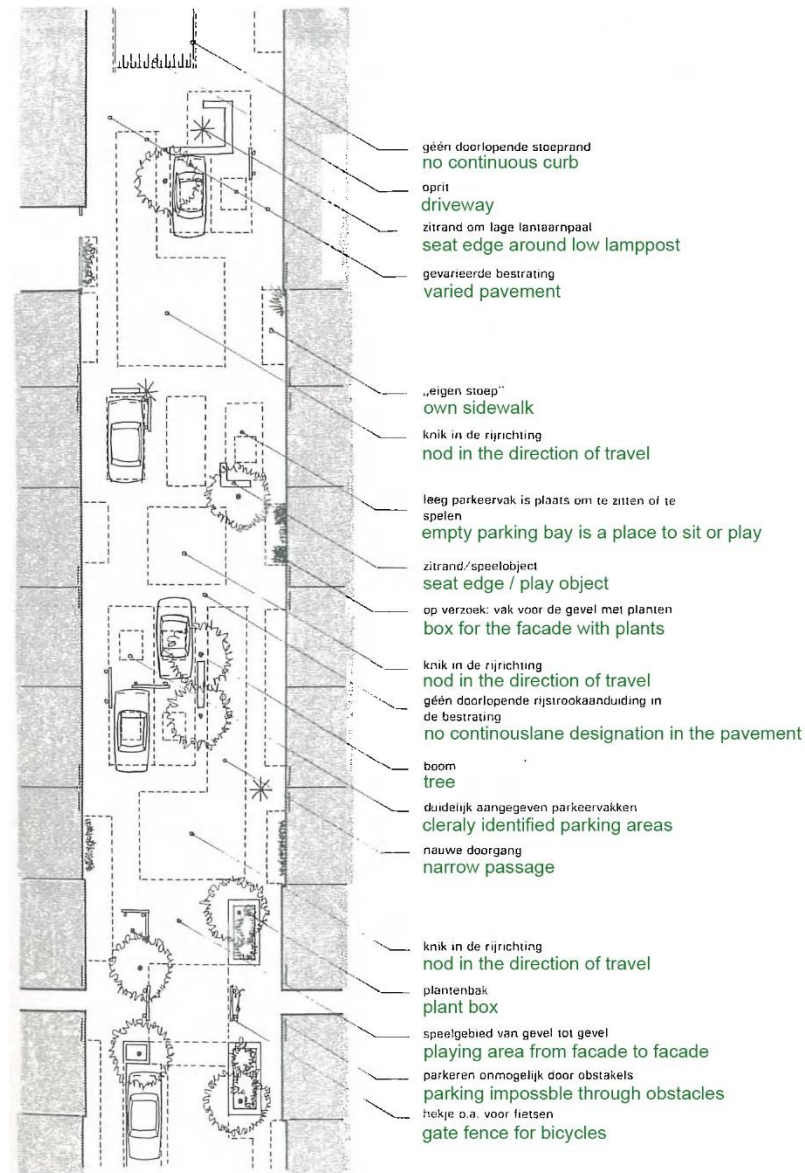 géén doorlopende stoeprand
no continuous curb
oprit
driveway
zitrand om lage lantaarnpaal
seat edge around low lamppost
gevarieerde bestrating
varied pavement
„eigen stoep”
own sidewalk
knik in de rijrichting
nod in the direction of travel
leeg parkeervak is plaats om te zitten of te
spelen
empty parking bay is a place to sit or play
zitrand/speelobject
seat edge / play object
op verzoek: vak voor de gevel met planten
box for the facade with plants
knik in de rijrichting
nod in the direction of travel
géén doorlopende rijstrookaanduiding in
de bestrating
no continouslane designation in the pavement
boom
tree
duidelijk aangegeven parkeervakken
cleraly identified parking areas
nauwe doorgang
narrow passage
knik in de rijrichting
nod in the direction of travel
plantenbak
plant box
speelgebied van gevel tot gevel
playing area from facade to facade
parkeren onmogelijk door obstakels
parking impossble through obstacles
hekje o.a. voor fietsen
gate fence for bicycles